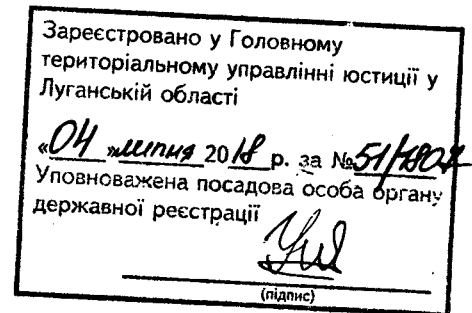 Зареєстровано у Головному
територіальному управлінні юстиції у
Луганській області
«04 » липня 2018 р. за №51/1807
Уповноважена посадова особа органу
державної реєстрації
(підпис)